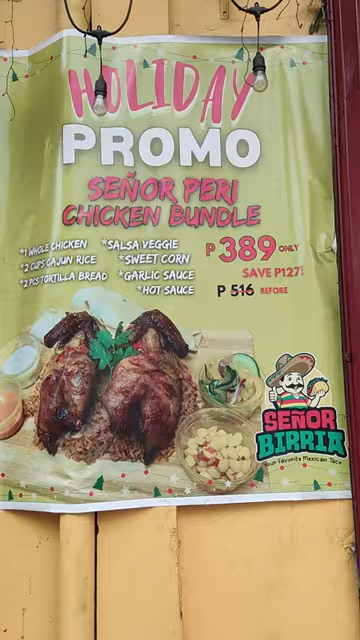 HOLIDAY
PROMO
SEÑOR PERI
CHICKEN BUNDLE
*1 WHOLE CHICKEN *SALSA VEGGIE
*2 CUPS CAJUN RICE *SWEET CORN
*2 PCS TORTILLA BREAD *GARLIC SAUCE
*HOT SAUCE
P 389 ONLY
SAVE P127!
P 516 BEFORE
SEÑOR
BIRRIA
Your Favorite Mexican Taco